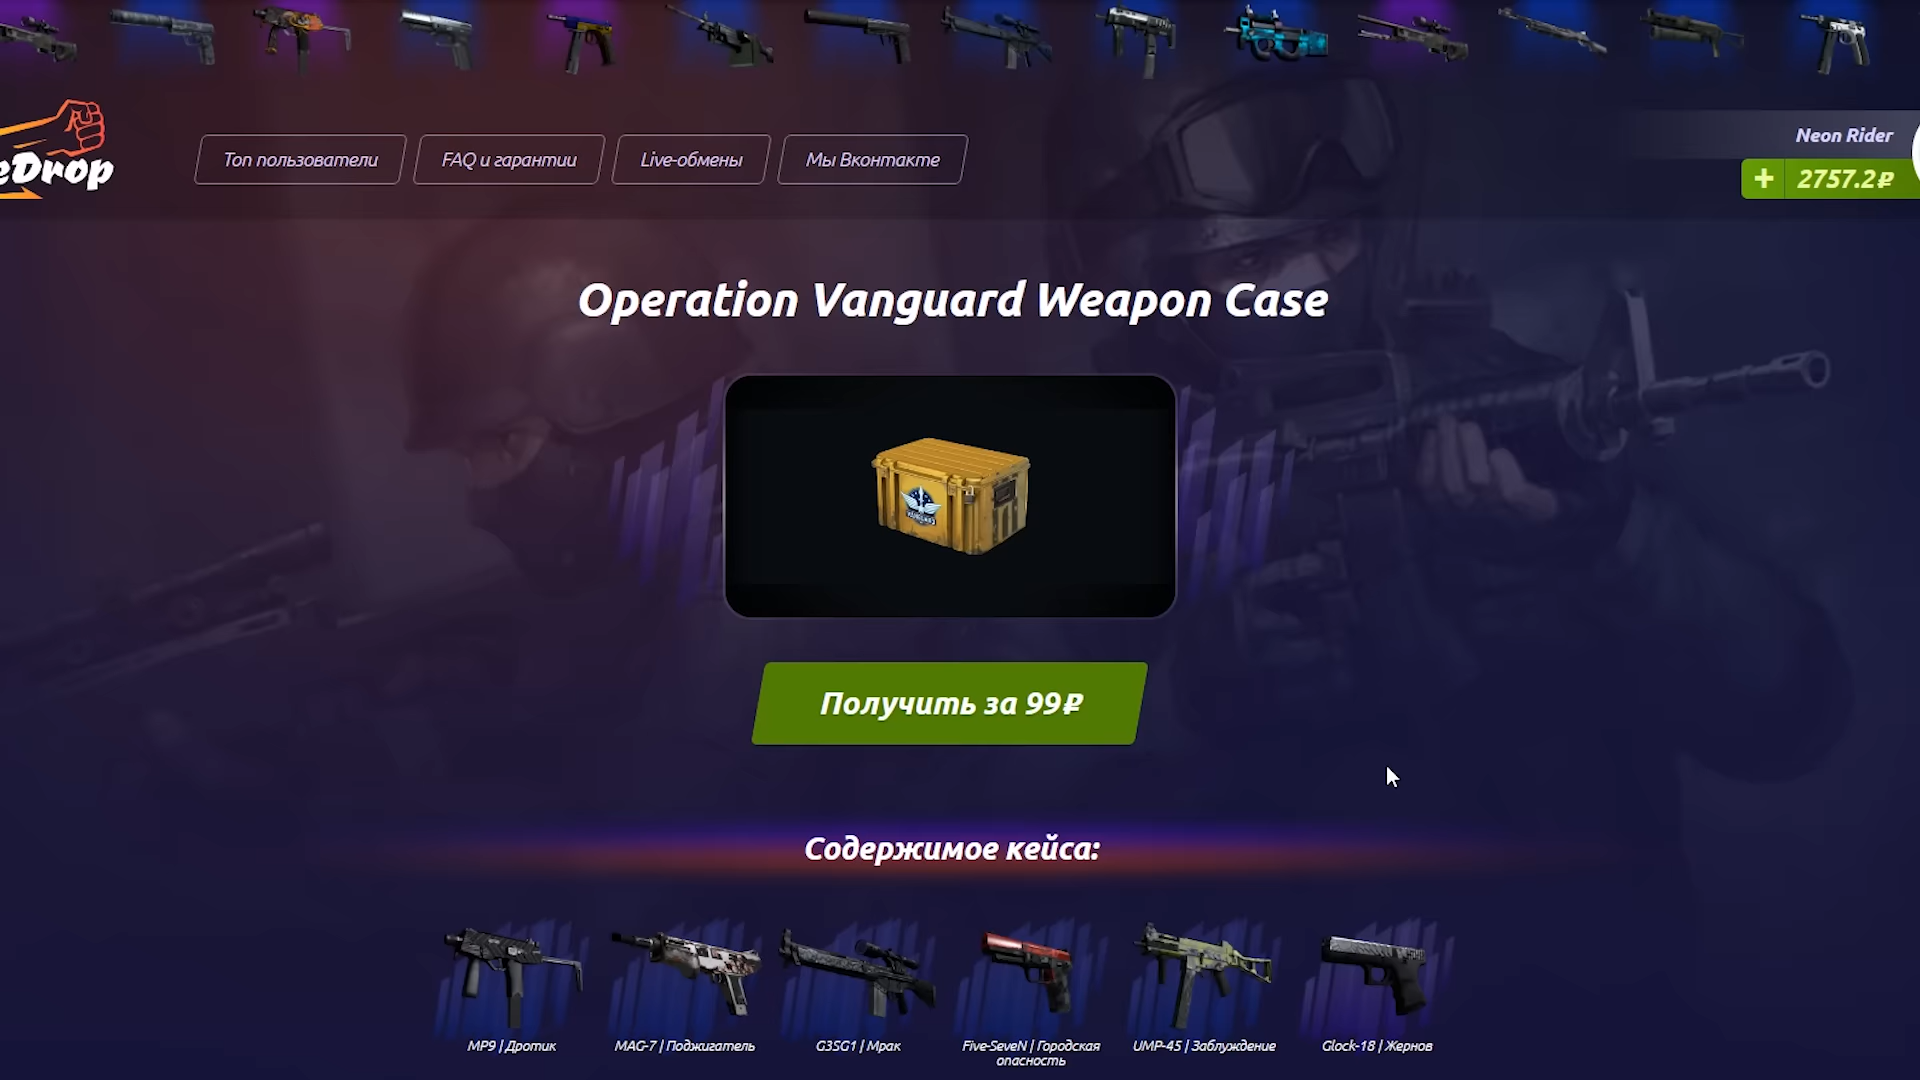 eDrop
Топ пользователи
FAQ и гарантии
Live-обмены
Мы Вконтакте
Neon Rider
+ 2757.2₽
Operation Vanguard Weapon Case
Получить за 99₽
Содержимое кейса:
MP9 | Дротик
MAG-7 | Поджигатель
G3SG1 | Мрак
Five-SeveN | Городская
опасность
UMP-45 | Заблуждение
Glock-18 | Жернов